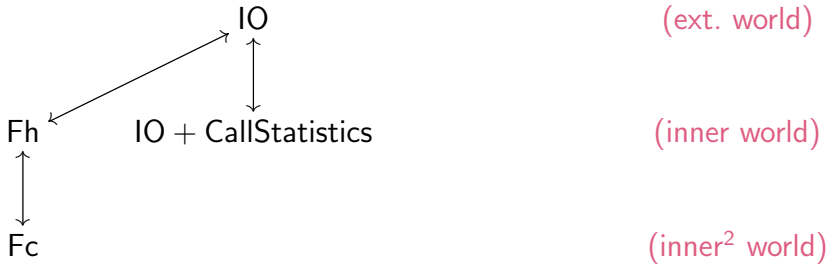 IO (ext. world)
Fh IO + CallStatistics (inner world)
Fc (inner² world)